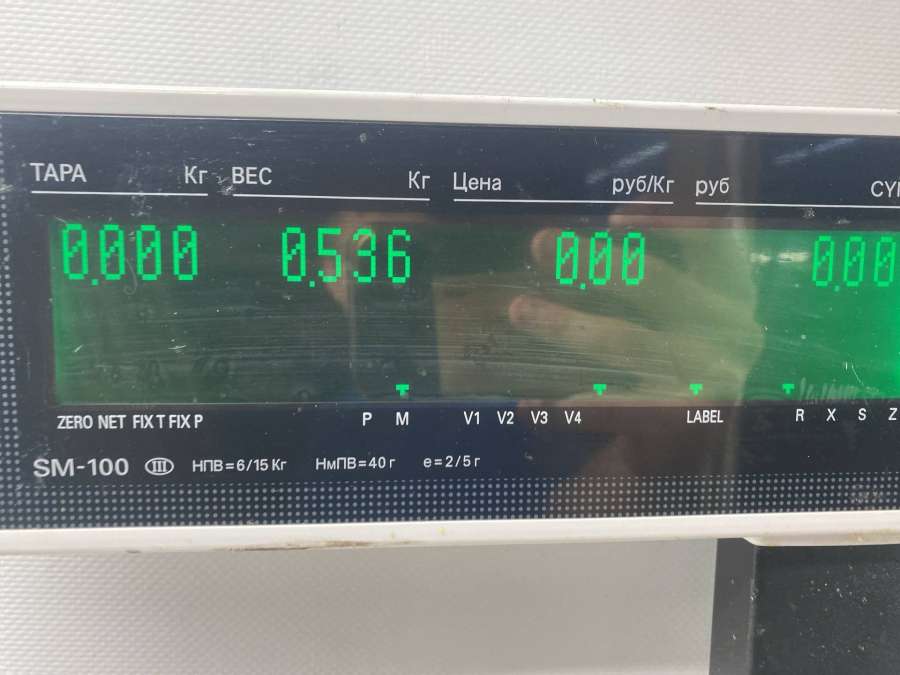 ТАРА Кг ВЕС Кг Цена руб/Кг руб
0.000 0.536 0.00 0.00
ZERO NET FIX T FIX P P M V1 V2 V3 V4 LABEL R X S Z
SM-100 III НПВ=6/15 Кг НмПВ=40 г e=2/5 г